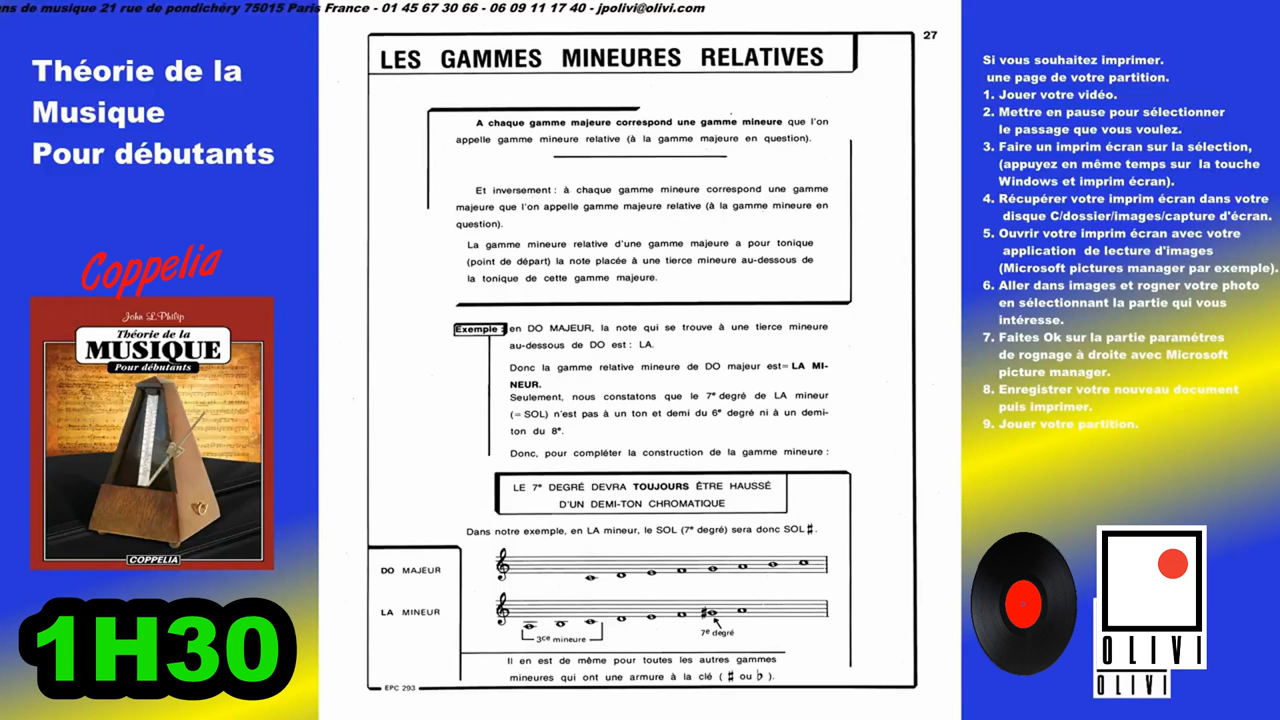 ns de musique 21 rue de pondichéry 75015 Paris France - 01 45 67 30 66 - 06 09 11 17 40 - jpolivi@olivi.com
Théorie de la
Musique
Pour débutants
Coppelia
John L. Philip
Théorie de la
MUSIQUE
Pour débutants
COPPELIA
1H30
27
LES GAMMES MINEURES RELATIVES
A chaque gamme majeure correspond une gamme mineure que l'on
appelle gamme mineure relative (à la gamme majeure en question).
Et inversement : à chaque gamme mineure correspond une gamme
majeure que l'on appelle gamme majeure relative (à la gamme mineure en
question).
La gamme mineure relative d'une gamme majeure a pour tonique
(point de départ) la note placée à une tierce mineure au-dessous de
la tonique de cette gamme majeure.
Exemple : en DO MAJEUR, la note qui se trouve à une tierce mineure
au-dessous de DO est : LA.
Donc la gamme relative mineure de DO majeur est= LA MI-
NEUR.
Seulement, nous constatons que le 7e degré de LA mineur
(= SOL) n'est pas à un ton et demi du 6e degré ni à un demi-
ton du 8e.
Donc, pour compléter la construction de la gamme mineure :
LE 7e DEGRÉ DEVRA TOUJOURS ÊTRE HAUSSÉ
D'UN DEMI-TON CHROMATIQUE
Dans notre exemple, en LA mineur, le SOL (7e degré) sera donc SOL ♯.
DO MAJEUR
LA MINEUR
3ce mineure
7e degré
Il en est de même pour toutes les autres gammes
mineures qui ont une armure à la clé ( ♯ ou ♭ ).
EPC 293
Si vous souhaitez imprimer.
une page de votre partition.
1. Jouer votre vidéo.
2. Mettre en pause pour sélectionner
le passage que vous voulez.
3. Faire un imprim écran sur la sélection,
(appuyez en même temps sur la touche
Windows et imprim écran).
4. Récupérer votre imprim écran dans votre
disque C/dossier/images/capture d'écran.
5. Ouvrir votre imprim écran avec votre
application de lecture d'images
(Microsoft pictures manager par exemple).
6. Aller dans images et rogner votre photo
en sélectionnant la partie qui vous
intéresse.
7. Faites Ok sur la partie paramétres
de rognage à droite avec Microsoft
picture manager.
8. Enregistrer votre nouveau document
puis imprimer.
9. Jouer votre partition.
OLIVI
OLIVI